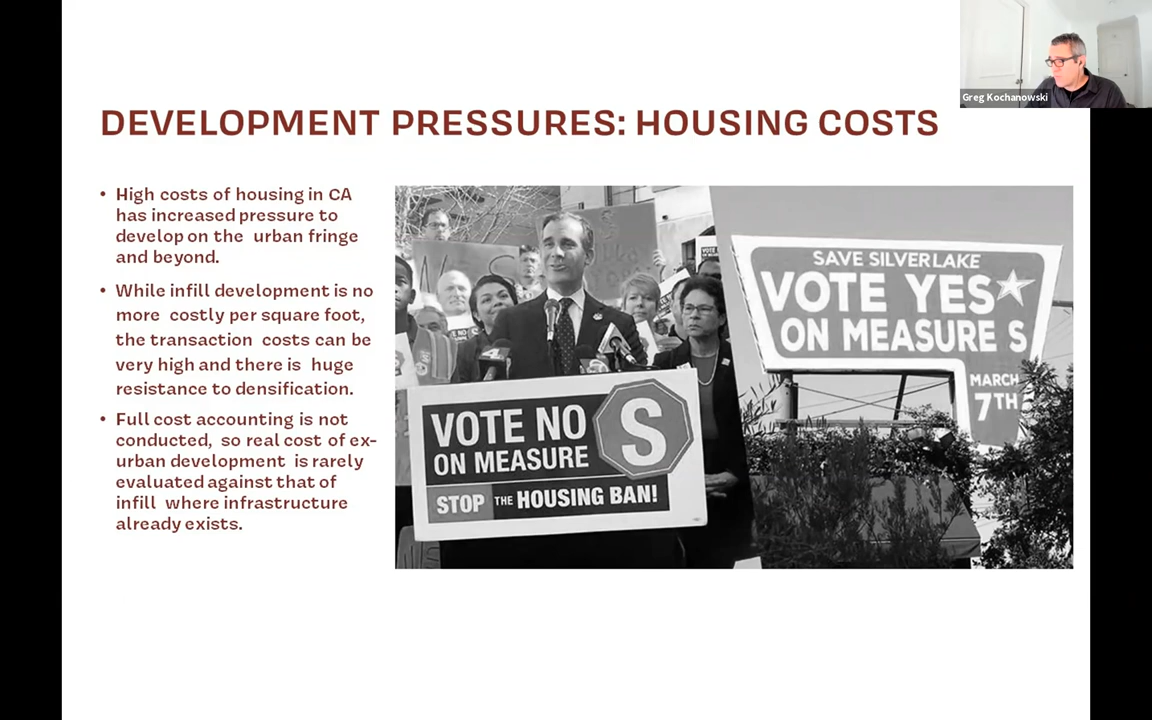 Greg Kochanowski
DEVELOPMENT PRESSURES: HOUSING COSTS
• High costs of housing in CA
has increased pressure to
develop on the urban fringe
and beyond.
• While infill development is no
more costly per square foot,
the transaction costs can be
very high and there is huge
resistance to densification.
• Full cost accounting is not
conducted, so real cost of ex-
urban development is rarely
evaluated against that of
infill where infrastructure
already exists.
4
VOTE NO
ON MEASURE
S
STOP THE HOUSING BAN!
SAVE SILVERLAKE
VOTE YES
ON MEASURE S
MARCH
7TH